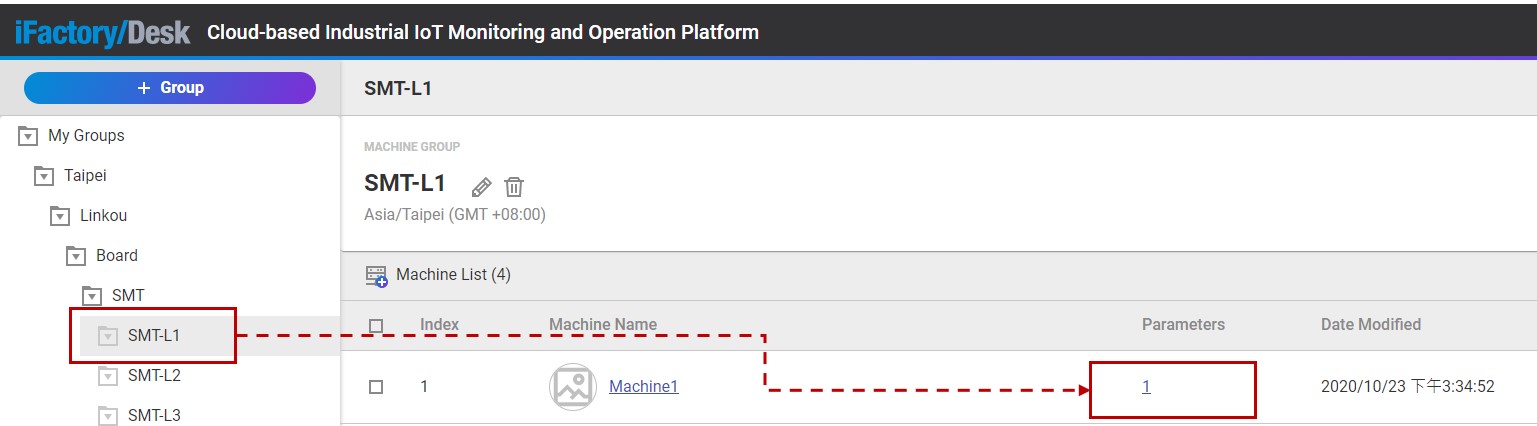 iFactory/Desk Cloud-based Industrial IoT Monitoring and Operation Platform
+ Group
My Groups
Taipei
Linkou
Board
SMT
SMT-L1
SMT-L2
SMT-L3
SMT-L1
MACHINE GROUP
SMT-L1
Asia/Taipei (GMT +08:00)
Machine List (4)
Index Machine Name Parameters Date Modified
1 Machine1 1 2020/10/23 下午3:34:52